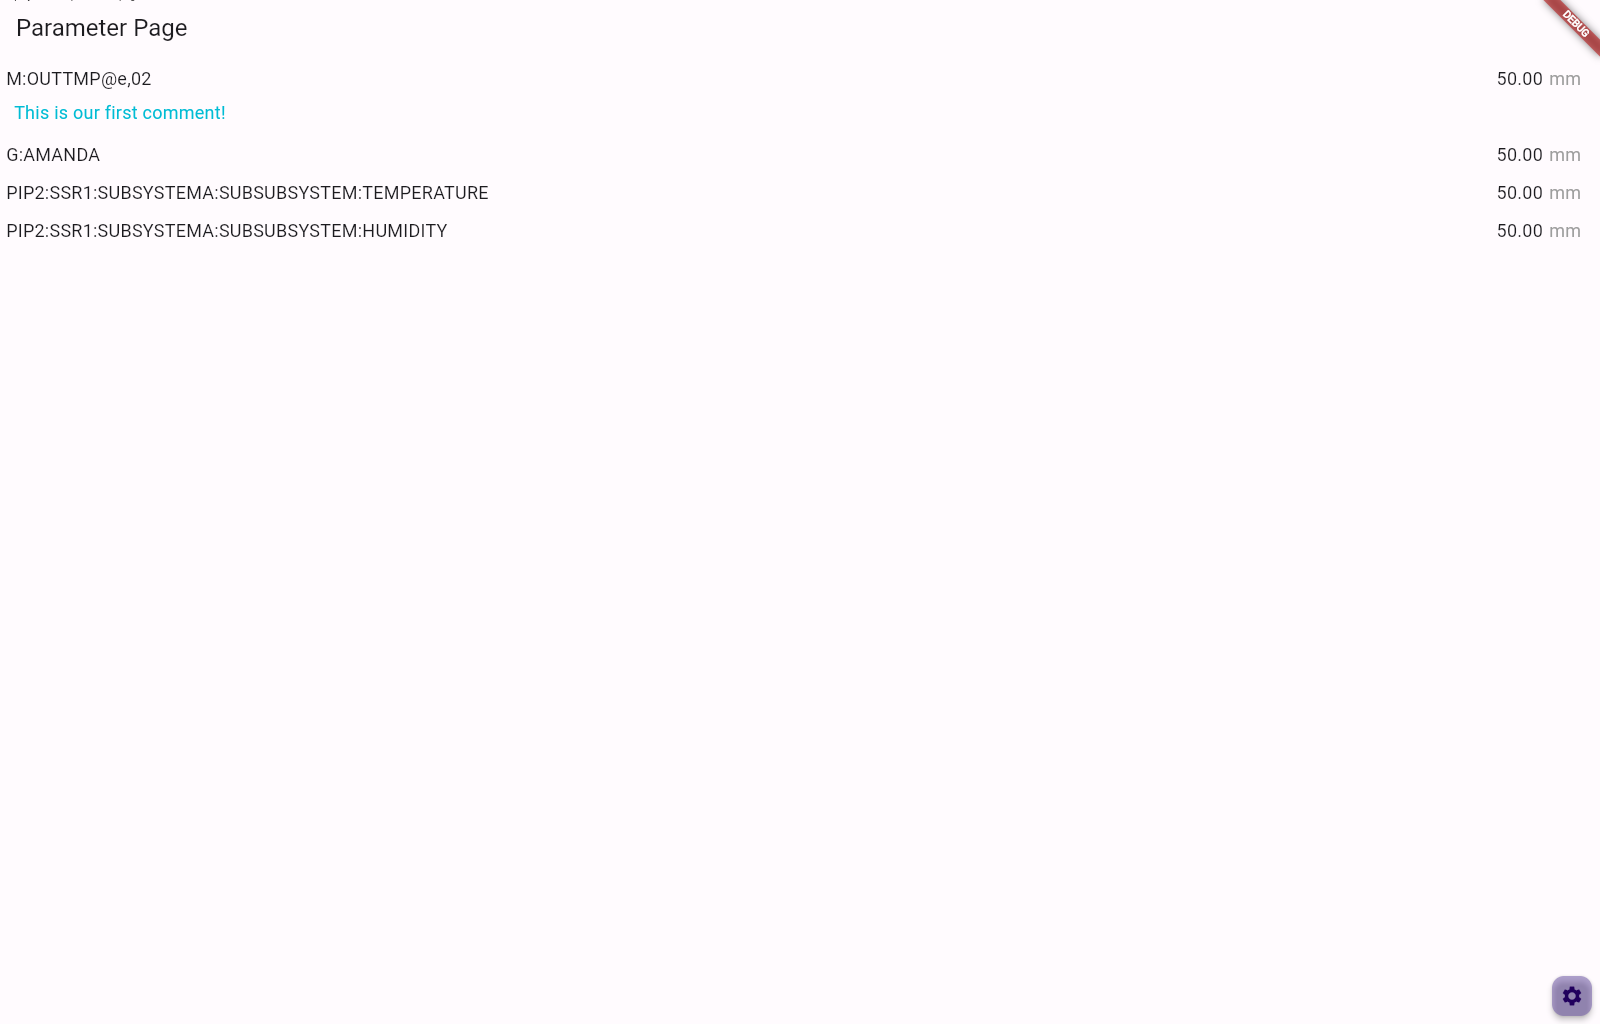 Parameter Page
DEBUG
M:OUTTMP@e,02 50.00 mm
This is our first comment!
G:AMANDA 50.00 mm
PIP2:SSR1:SUBSYSTEMA:SUBSUBSYSTEM:TEMPERATURE 50.00 mm
PIP2:SSR1:SUBSYSTEMA:SUBSUBSYSTEM:HUMIDITY 50.00 mm